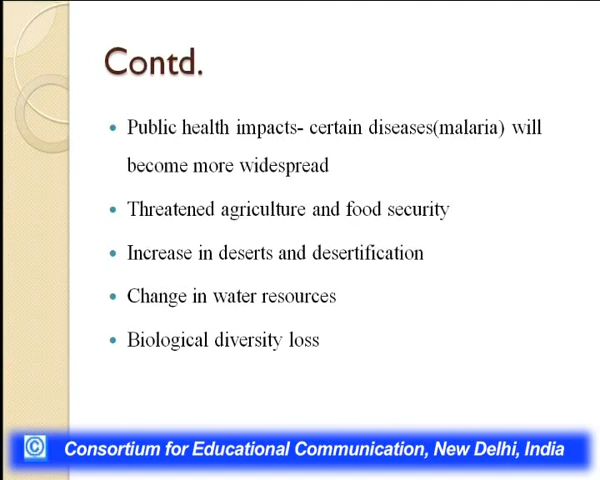 Contd.
Public health impacts- certain diseases(malaria) will
become more widespread
Threatened agriculture and food security
Increase in deserts and desertification
Change in water resources
Biological diversity loss
© Consortium for Educational Communication, New Delhi, India